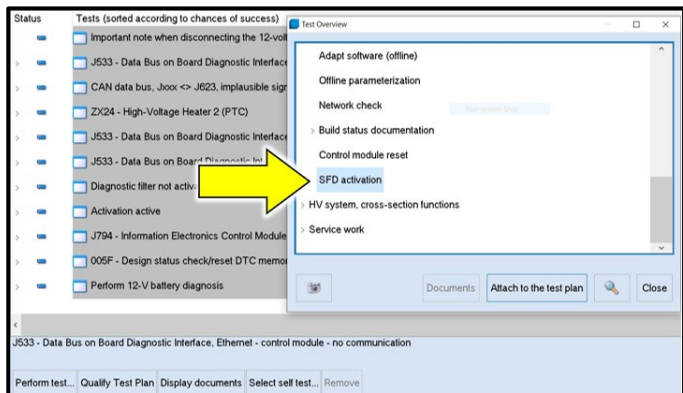 Status
Tests (sorted according to chances of success)
Important note when disconnecting the 12-volt
J533 - Data Bus on Board Diagnostic Interface
CAN data bus, Jxxx <> J623, implausible sign
ZX24 - High-Voltage Heater 2 (PTC)
J533 - Data Bus on Board Diagnostic Interface
J533 - Data Bus on Board Diagnostic Int
Diagnostic filter not activ
Activation active
J794 - Information Electronics Control Module
005F - Design status check/reset DTC memor
Perform 12-V battery diagnosis
J533 - Data Bus on Board Diagnostic Interface, Ethernet - control module - no communication
Perform test... Qualify Test Plan Display documents Select self test... Remove
Test Overview
Adapt software (offline)
Offline parameterization
Network check
Build status documentation
Control module reset
SFD activation
HV system, cross-section functions
Service work
Documents Attach to the test plan Close